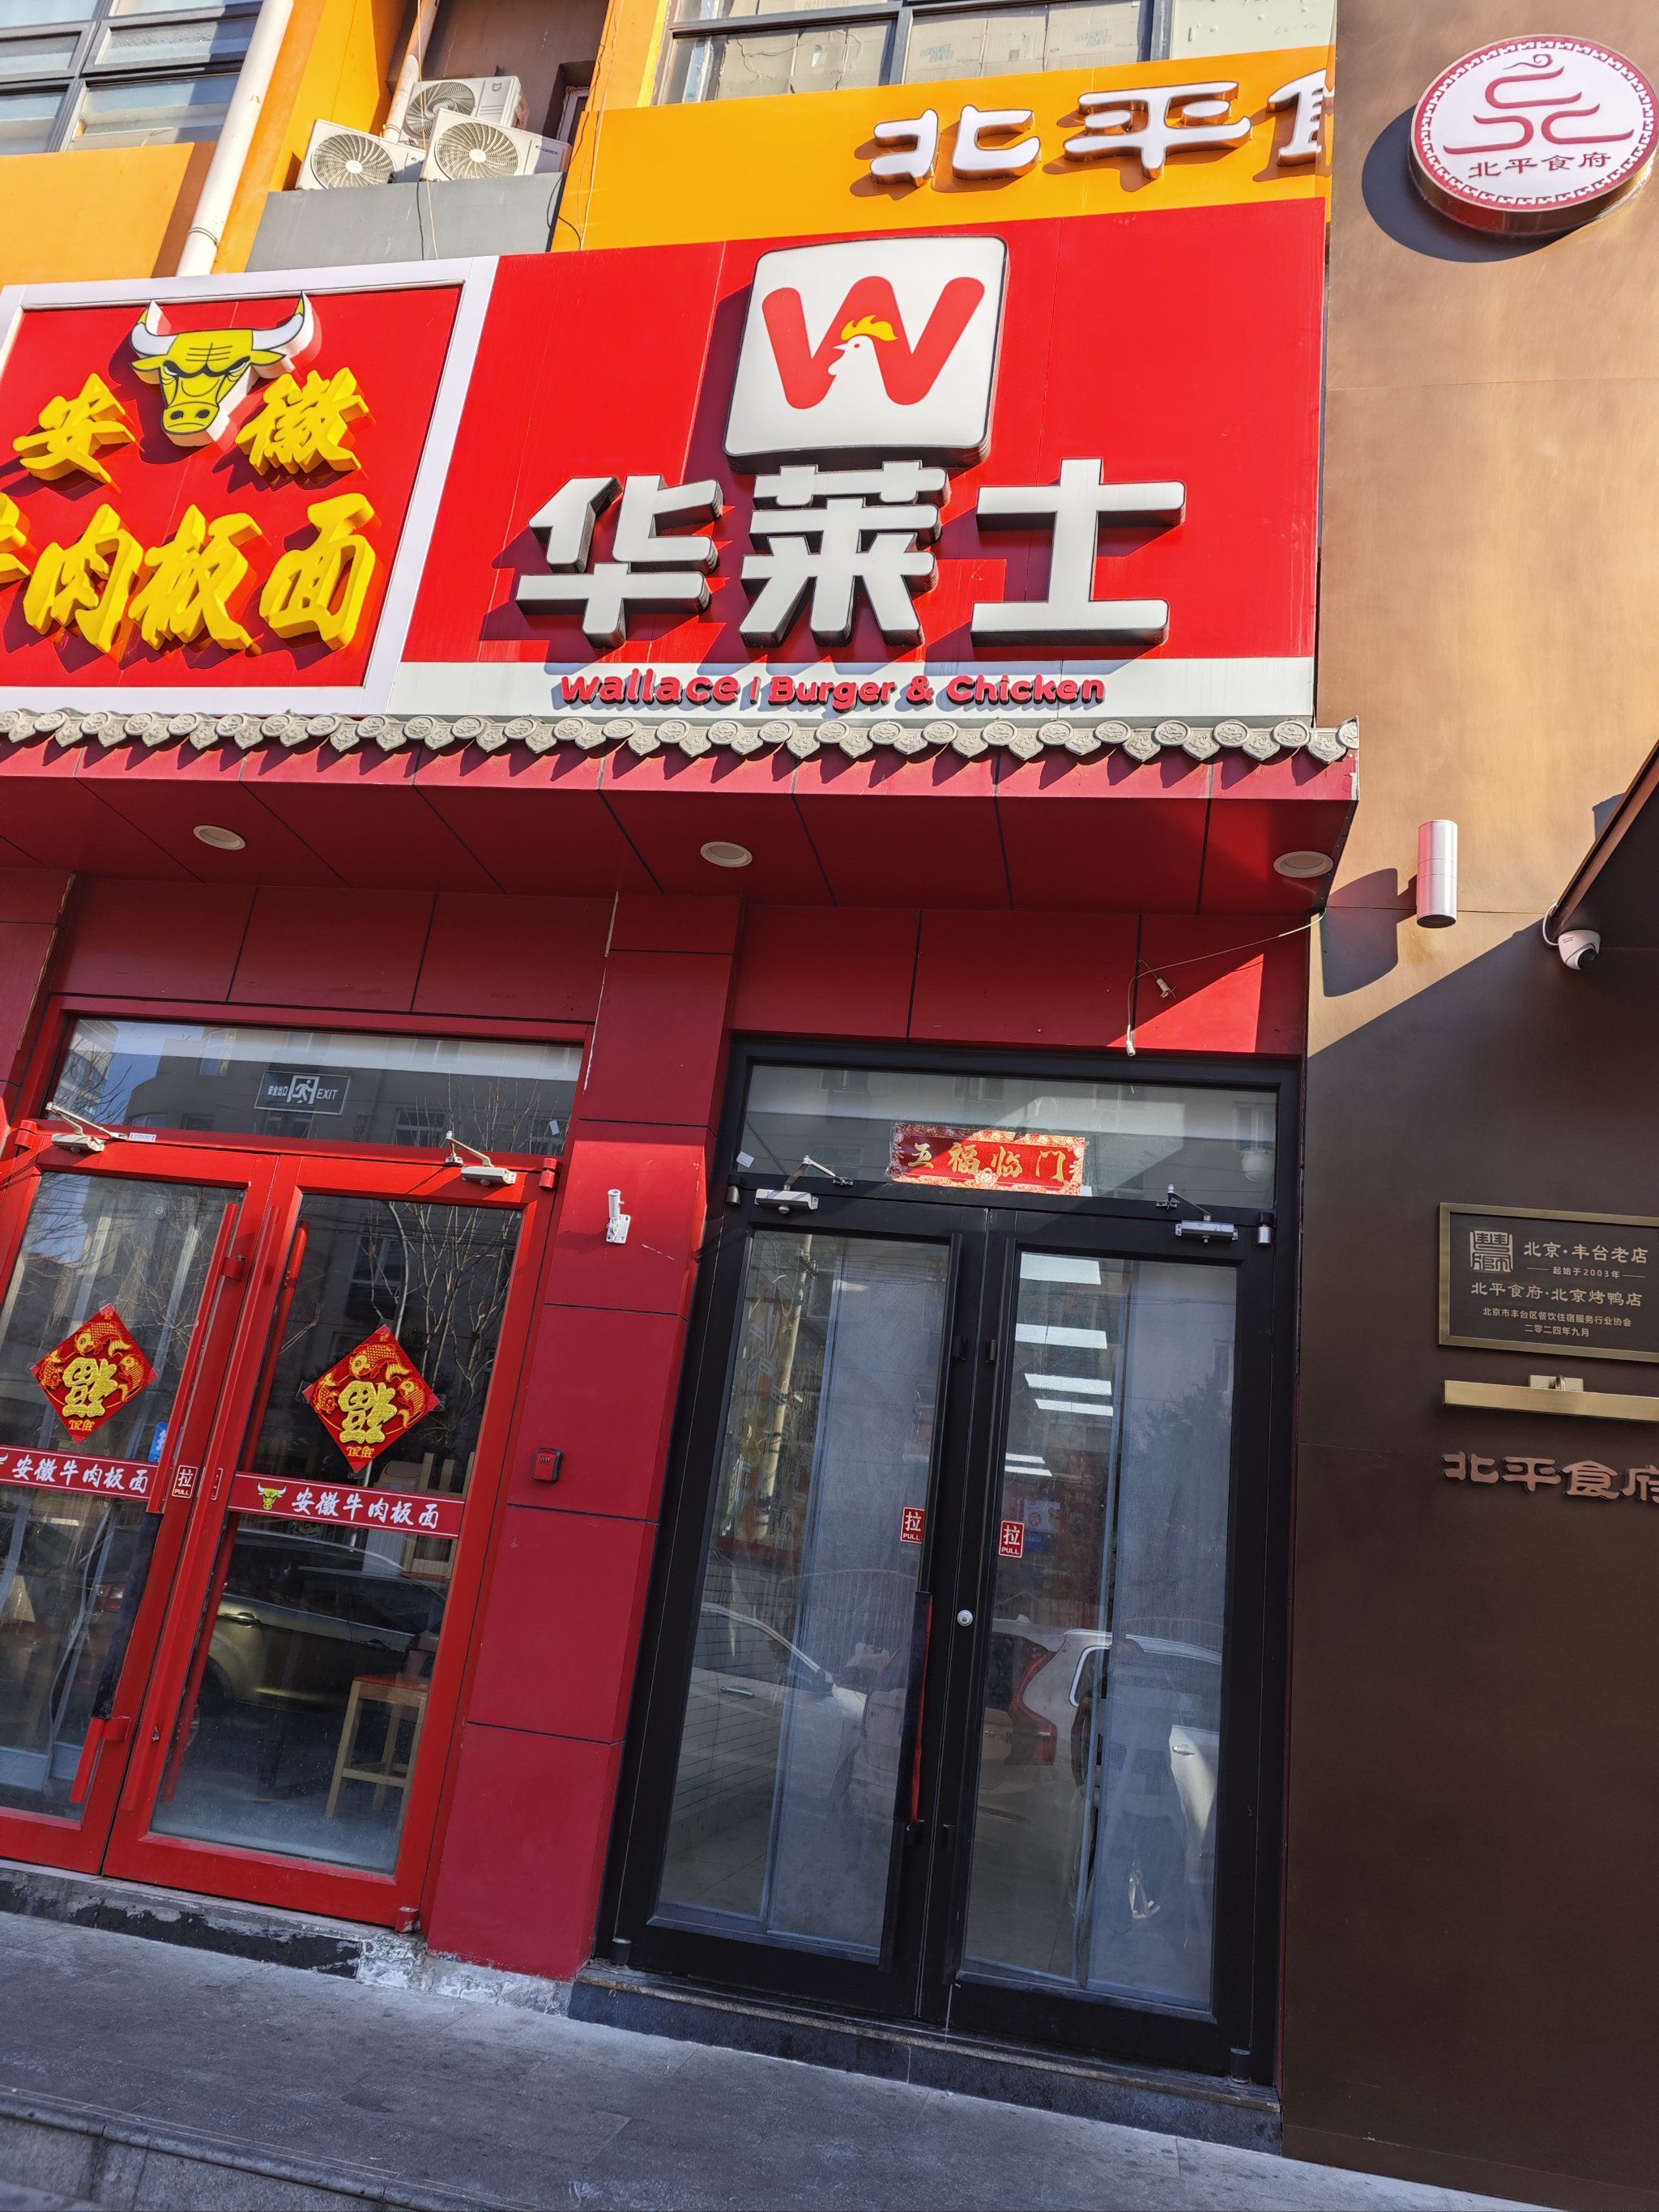 北平食
北平食府
安徽
牛肉板面
W
华莱士
Wallace | Burger & Chicken
安全出口 EXIT
五福临门
福
福
安徽牛肉板面
拉
PULL
安徽牛肉板面
拉
PULL
拉
PULL
北京·丰台老店
起始于2003年
北平食府·北京烤鸭店
北京市丰台区餐饮住宿服务行业协会
二零二四年九月
北平食府